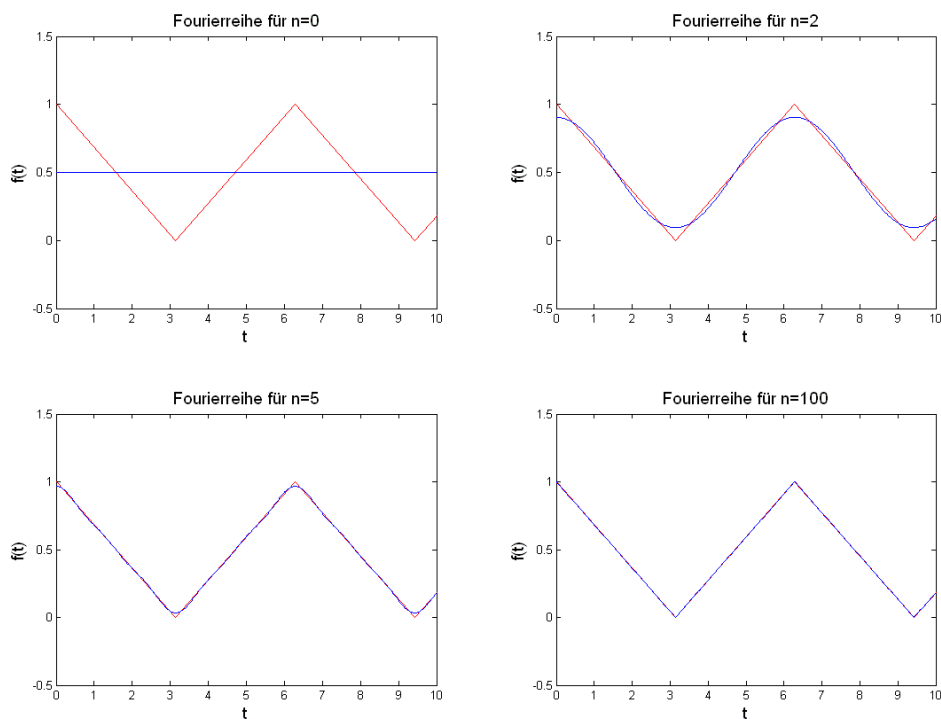 Fourierreihe für n=0
1.5
1
0.5
0
-0.5
f(t)
0 1 2 3 4 5 6 7 8 9 10
t
Fourierreihe für n=2
1.5
1
0.5
0
-0.5
f(t)
0 1 2 3 4 5 6 7 8 9 10
t
Fourierreihe für n=5
1.5
1
0.5
0
-0.5
f(t)
0 1 2 3 4 5 6 7 8 9 10
t
Fourierreihe für n=100
1.5
1
0.5
0
-0.5
f(t)
0 1 2 3 4 5 6 7 8 9 10
t